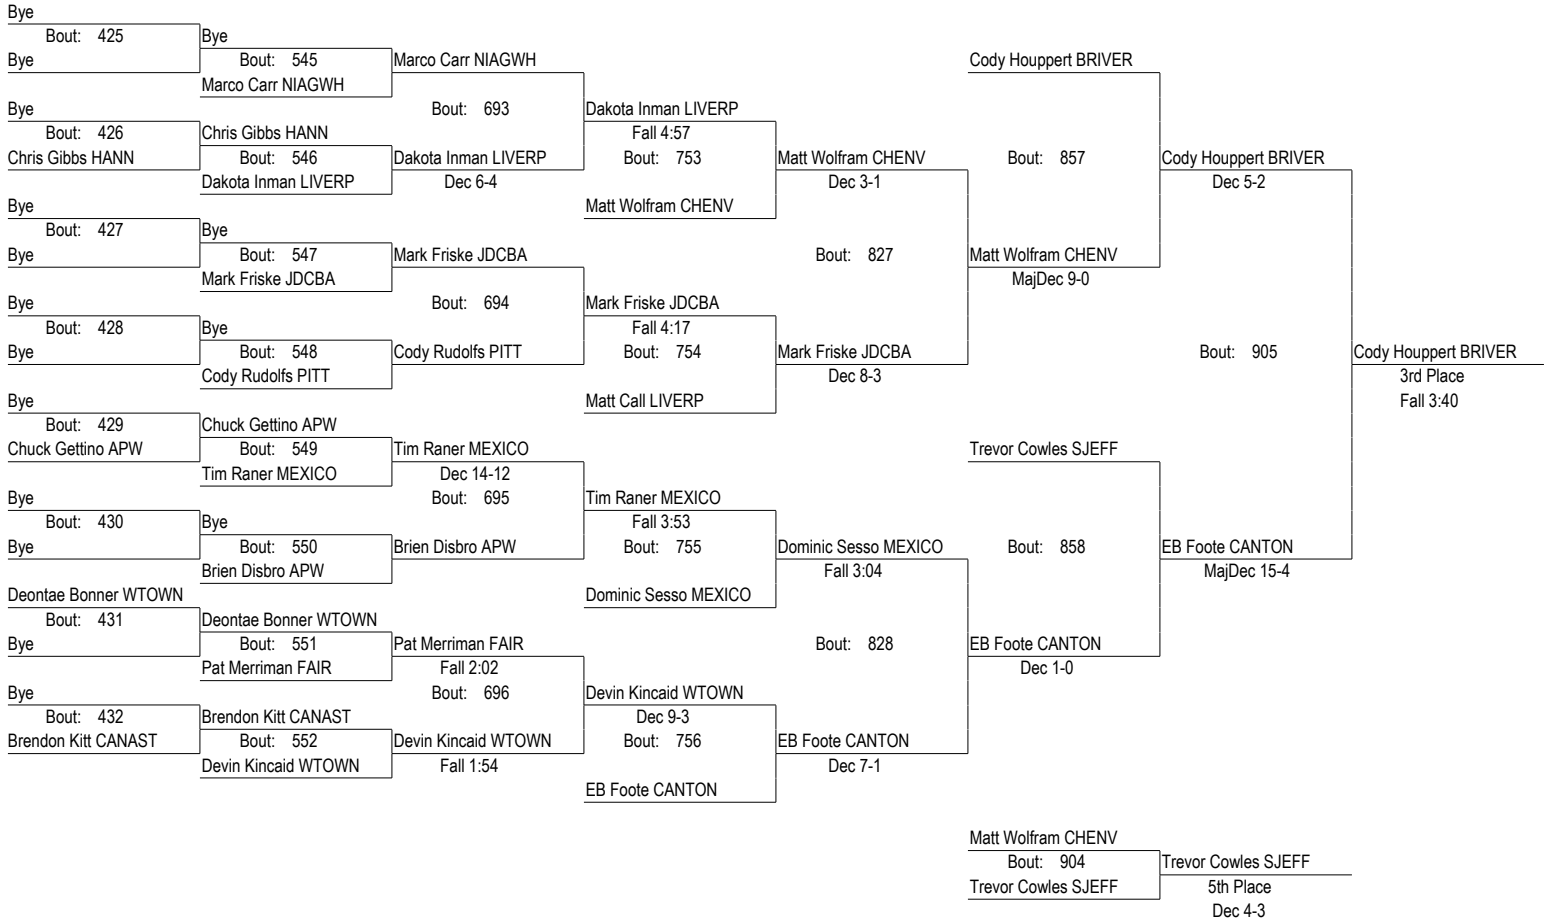 Bye
Bout: 425
Bye
Bye
Bout: 426
Chris Gibbs HANN
Bye
Bout: 427
Bye
Bye
Bout: 428
Bye
Bye
Bout: 429
Chuck Gettino APW
Bye
Bout: 430
Bye
Deontae Bonner WTOWN
Bout: 431
Bye
Bye
Bout: 432
Brendon Kitt CANAST
Bye
Bout: 545
Marco Carr NIAGWH
Chris Gibbs HANN
Bout: 546
Dakota Inman LIVERP
Bye
Bout: 547
Mark Friske JDCBA
Bye
Bout: 548
Cody Rudolfs PITT
Chuck Gettino APW
Bout: 549
Tim Raner MEXICO
Bye
Bout: 550
Brien Disbro APW
Deontae Bonner WTOWN
Bout: 551
Pat Merriman FAIR
Brendon Kitt CANAST
Bout: 552
Devin Kincaid WTOWN
Marco Carr NIAGWH
Bout: 693
Dakota Inman LIVERP
Dec 6-4
Mark Friske JDCBA
Bout: 694
Cody Rudolfs PITT
Tim Raner MEXICO
Dec 14-12
Bout: 695
Brien Disbro APW
Pat Merriman FAIR
Fall 2:02
Bout: 696
Devin Kincaid WTOWN
Fall 1:54
Dakota Inman LIVERP
Fall 4:57
Bout: 753
Matt Wolfram CHENV
Mark Friske JDCBA
Fall 4:17
Bout: 754
Matt Call LIVERP
Tim Raner MEXICO
Fall 3:53
Bout: 755
Dominic Sesso MEXICO
Devin Kincaid WTOWN
Dec 9-3
Bout: 756
EB Foote CANTON
Matt Wolfram CHENV
Dec 3-1
Bout: 827
Mark Friske JDCBA
Dec 8-3
Dominic Sesso MEXICO
Fall 3:04
Bout: 828
EB Foote CANTON
Dec 7-1
Cody Houppert BRIVER
Bout: 857
Matt Wolfram CHENV
MajDec 9-0
Trevor Cowles SJEFF
Bout: 858
EB Foote CANTON
Dec 1-0
Cody Houppert BRIVER
Dec 5-2
Bout: 905
EB Foote CANTON
MajDec 15-4
Cody Houppert BRIVER
3rd Place
Fall 3:40
Matt Wolfram CHENV
Bout: 904
Trevor Cowles SJEFF
Trevor Cowles SJEFF
5th Place
Dec 4-3